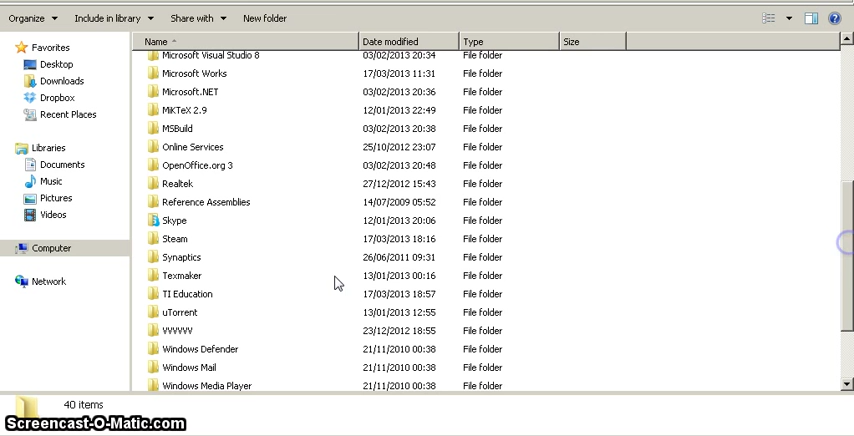 Organize Include in library Share with New folder
Name Date modified Type Size
Favorites
Desktop
Downloads
Dropbox
Recent Places
Libraries
Documents
Music
Pictures
Videos
Computer
Network
Microsoft Visual Studio 8 03/02/2013 20:34 File folder
Microsoft Works 17/03/2013 11:31 File folder
Microsoft.NET 03/02/2013 20:36 File folder
MiKTeX 2.9 12/01/2013 22:49 File folder
MSBuild 03/02/2013 20:38 File folder
Online Services 25/10/2012 23:07 File folder
OpenOffice.org 3 03/02/2013 20:48 File folder
Realtek 27/12/2012 15:43 File folder
Reference Assemblies 14/07/2009 05:52 File folder
Skype 12/01/2013 20:06 File folder
Steam 17/03/2013 18:16 File folder
Synaptics 26/06/2011 09:31 File folder
Texmaker 13/01/2013 00:16 File folder
TI Education 17/03/2013 18:57 File folder
uTorrent 13/01/2013 12:55 File folder
VVVVVV 23/12/2012 18:55 File folder
Windows Defender 21/11/2010 00:38 File folder
Windows Mail 21/11/2010 00:38 File folder
Windows Media Player 21/11/2010 00:38 File folder
40 items
Screencast-O-Matic.com